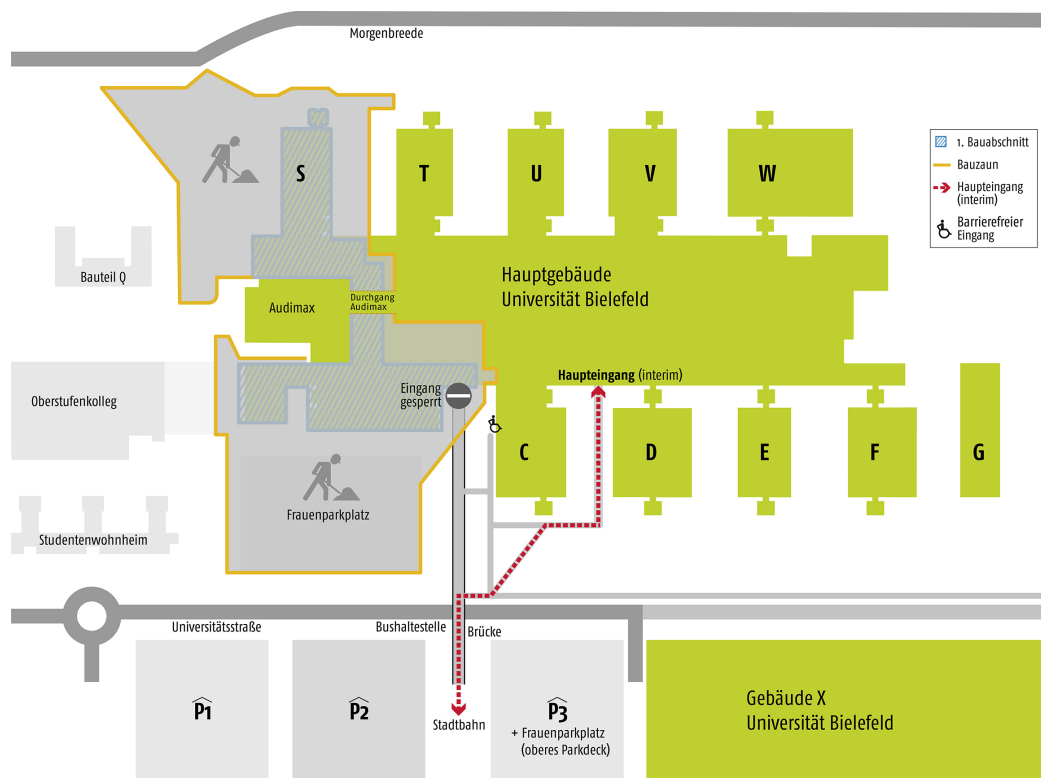 Morgenbreede
S
T
U
V
W
1. Bauabschnitt
Bauzaun
Haupteingang
(interim)
Barrierefreier
Eingang
Bauteil Q
Hauptgebäude
Universität Bielefeld
Audimax
Durchgang
Audimax
Haupteingang (interim)
Eingang
gesperrt
Oberstufenkolleg
C
D
E
F
G
Frauenparkplatz
Studentenwohnheim
Universitätsstraße
Bushaltestelle
Brücke
P1
P2
P3
+ Frauenparkplatz
(oberes Parkdeck)
Stadtbahn
Gebäude X
Universität Bielefeld